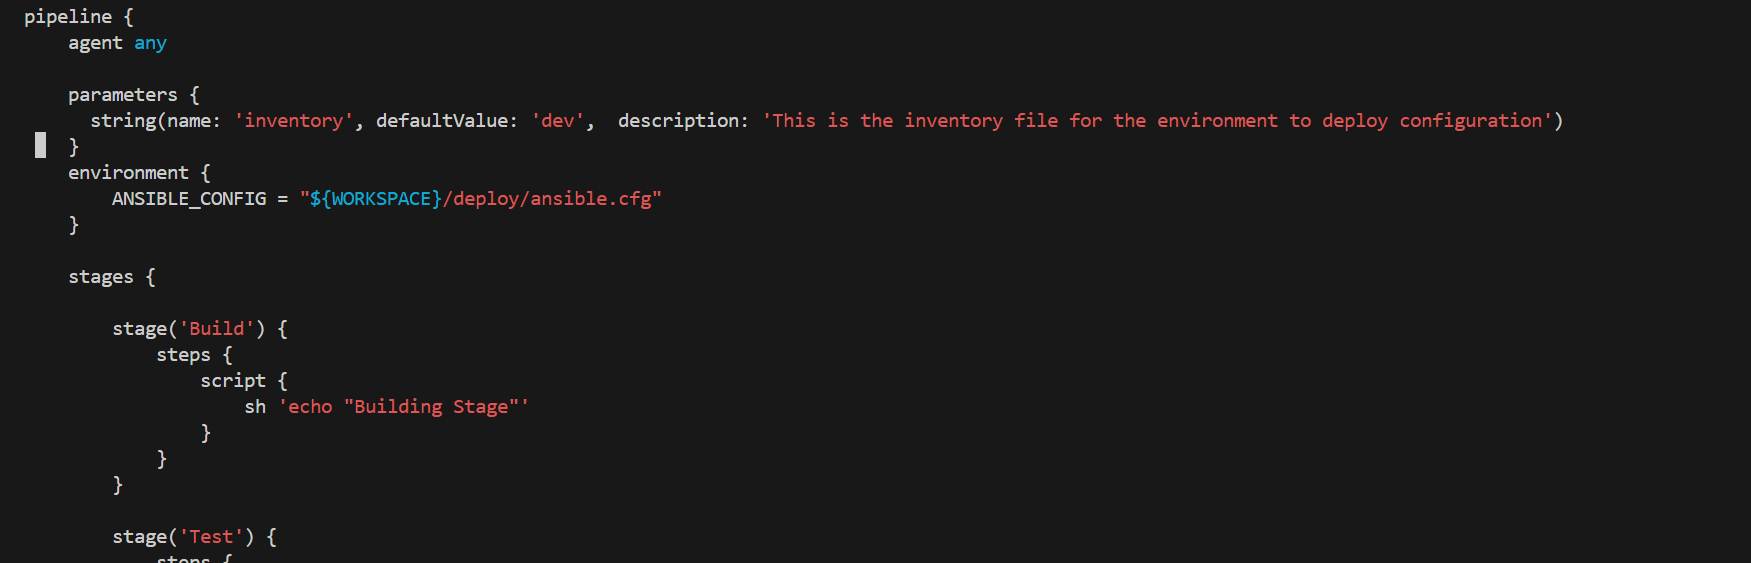 pipeline {
    agent any
    parameters {
      string(name: 'inventory', defaultValue: 'dev',  description: 'This is the inventory file for the environment to deploy configuration')
    }
    environment {
        ANSIBLE_CONFIG = "${WORKSPACE}/deploy/ansible.cfg"
    }
    stages {
        stage('Build') {
            steps {
                script {
                    sh 'echo "Building Stage"'
                }
            }
        }
        stage('Test') {
            steps {